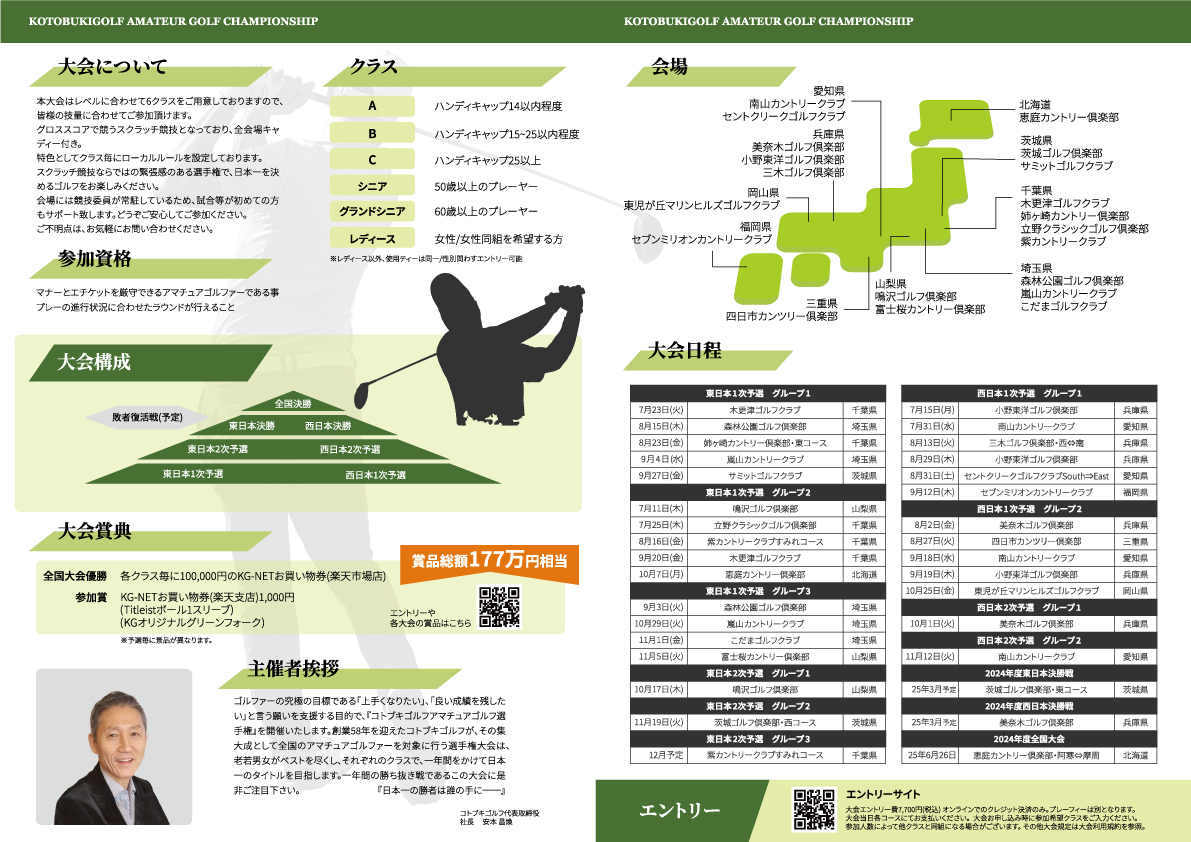 KOTOBUKIGOLF AMATEUR GOLF CHAMPIONSHIP
大会について
本大会はレベルに合わせて6クラスをご用意しておりますので、
皆様の技量に合わせてご参加頂けます。
グロススコアで競うスクラッチ競技となっており、全会場キャ
ディー付き。
特色としてクラス毎にローカルルールを設定しております。
スクラッチ競技ならではの緊張感のある選手権で、日本一を決
めるゴルフをお楽しみください。
会場には競技委員が常駐しているため、試合等が初めての方
もサポート致します。どうぞご安心してご参加ください。
ご不明点は、お気軽にお問い合わせください。
参加資格
マナーとエチケットを厳守できるアマチュアゴルファーである事
プレーの進行状況に合わせたラウンドが行えること
クラス
A ハンディキャップ14以内程度
B ハンディキャップ15~25以内程度
C ハンディキャップ25以上
シニア 50歳以上のプレーヤー
グランドシニア 60歳以上のプレーヤー
レディース 女性/女性同組を希望する方
※レディース以外、使用ティーは同一/性別問わずエントリー可能
大会構成
敗者復活戦(予定)
全国決勝
東日本決勝 西日本決勝
東日本2次予選 西日本2次予選
東日本1次予選 西日本1次予選
大会賞典
賞品総額177万円相当
全国大会優勝 各クラス毎に100,000円のKG-NETお買い物券(楽天市場店)
参加賞 KG-NETお買い物券(楽天支店)1,000円
(Titleistボール1スリーブ)
(KGオリジナルグリーンフォーク)
※予選毎に景品が異なります。
エントリーや
各大会の賞品はこちら
主催者挨拶
ゴルファーの究極の目標である「上手くなりたい」、「良い成績を残した
い」と言う願いを支援する目的で、『コトブキゴルフアマチュアゴルフ選
手権』を開催いたします。創業58年を迎えたコトブキゴルフが、その集
大成として全国のアマチュアゴルファーを対象に行う選手権大会は、
老若男女がベストを尽くし、それぞれのクラスで、一年間をかけて日本
一のタイトルを目指します。一年間の勝ち抜き戦であるこの大会に是
非ご注目下さい。 『日本一の勝者は誰の手に――』
コトブキゴルフ代表取締役
社長 安本 昌煥
KOTOBUKIGOLF AMATEUR GOLF CHAMPIONSHIP
会場
愛知県
南山カントリークラブ
セントクリークゴルフクラブ
兵庫県
美奈木ゴルフ倶楽部
小野東洋ゴルフ倶楽部
三木ゴルフ倶楽部
岡山県
東児が丘マリンヒルズゴルフクラブ
福岡県
セブンミリオンカントリークラブ
三重県
四日市カンツリー倶楽部
山梨県
鳴沢ゴルフ倶楽部
富士桜カントリー倶楽部
北海道
恵庭カントリー倶楽部
茨城県
茨城ゴルフ倶楽部
サミットゴルフクラブ
千葉県
木更津ゴルフクラブ
姉ヶ崎カントリー倶楽部
立野クラシックゴルフ倶楽部
紫カントリークラブ
埼玉県
森林公園ゴルフ倶楽部
嵐山カントリークラブ
こだまゴルフクラブ
大会日程
東日本1次予選 グループ1
7月23日(火) 木更津ゴルフクラブ 千葉県
8月15日(木) 森林公園ゴルフ倶楽部 埼玉県
8月23日(金) 姉ヶ崎カントリー倶楽部・東コース 千葉県
9月4日(水) 嵐山カントリークラブ 埼玉県
9月27日(金) サミットゴルフクラブ 茨城県
東日本1次予選 グループ2
7月11日(木) 鳴沢ゴルフ倶楽部 山梨県
7月25日(木) 立野クラシックゴルフ倶楽部 千葉県
8月16日(金) 紫カントリークラブすみれコース 千葉県
9月20日(金) 木更津ゴルフクラブ 千葉県
10月7日(月) 恵庭カントリー倶楽部 北海道
東日本1次予選 グループ3
9月3日(火) 森林公園ゴルフ倶楽部 埼玉県
10月29日(火) 嵐山カントリークラブ 埼玉県
11月1日(金) こだまゴルフクラブ 埼玉県
11月5日(火) 富士桜カントリー倶楽部 山梨県
東日本2次予選 グループ1
10月17日(木) 鳴沢ゴルフ倶楽部 山梨県
東日本2次予選 グループ2
11月19日(火) 茨城ゴルフ倶楽部・西コース 茨城県
東日本2次予選 グループ3
12月予定 紫カントリークラブすみれコース 千葉県
西日本1次予選 グループ1
7月15日(月) 小野東洋ゴルフ倶楽部 兵庫県
7月31日(水) 南山カントリークラブ 愛知県
8月13日(火) 三木ゴルフ倶楽部・西⇔南 兵庫県
8月29日(木) 小野東洋ゴルフ倶楽部 兵庫県
8月31日(土) セントクリークゴルフクラブSouth⇒East 愛知県
9月12日(木) セブンミリオンカントリークラブ 福岡県
西日本1次予選 グループ2
8月2日(金) 美奈木ゴルフ倶楽部 兵庫県
8月27日(火) 四日市カンツリー倶楽部 三重県
9月18日(水) 南山カントリークラブ 愛知県
9月19日(木) 小野東洋ゴルフ倶楽部 兵庫県
10月25日(金) 東児が丘マリンヒルズゴルフクラブ 岡山県
西日本2次予選 グループ1
10月1日(火) 美奈木ゴルフ倶楽部 兵庫県
西日本2次予選 グループ2
11月12日(火) 南山カントリークラブ 愛知県
2024年度東日本決勝戦
25年3月予定 茨城ゴルフ倶楽部・東コース 茨城県
2024年度西日本決勝戦
25年3月予定 美奈木ゴルフ倶楽部 兵庫県
2024年度全国大会
25年6月26日 恵庭カントリー倶楽部・阿寒⇔摩周 北海道
エントリー
エントリーサイト
大会エントリー費7,700円(税込) オンラインでのクレジット決済のみ。プレーフィーは別となります。
大会当日各コースにてお支払いください。 大会お申し込み時に参加希望クラスをご入力ください。
参加人数によって他クラスと同組になる場合がございます。その他大会規定は大会利用規約を参照。